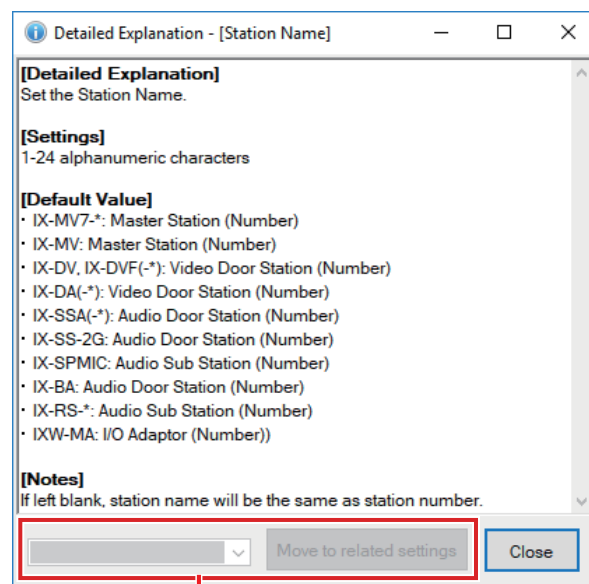 Detailed Explanation - [Station Name]
[Detailed Explanation]
Set the Station Name.
[Settings]
1-24 alphanumeric characters
[Default Value]
・ IX-MV7-*: Master Station (Number)
・ IX-MV: Master Station (Number)
・ IX-DV, IX-DVF(-*): Video Door Station (Number)
・ IX-DA(-*): Video Door Station (Number)
・ IX-SSA(-*): Audio Door Station (Number)
・ IX-SS-2G: Audio Door Station (Number)
・ IX-SPMIC: Audio Sub Station (Number)
・ IX-BA: Audio Door Station (Number)
・ IX-RS-*: Audio Sub Station (Number)
・ IXW-MA: I/O Adaptor (Number))
[Notes]
If left blank, station name will be the same as station number.
Move to related settings
Close